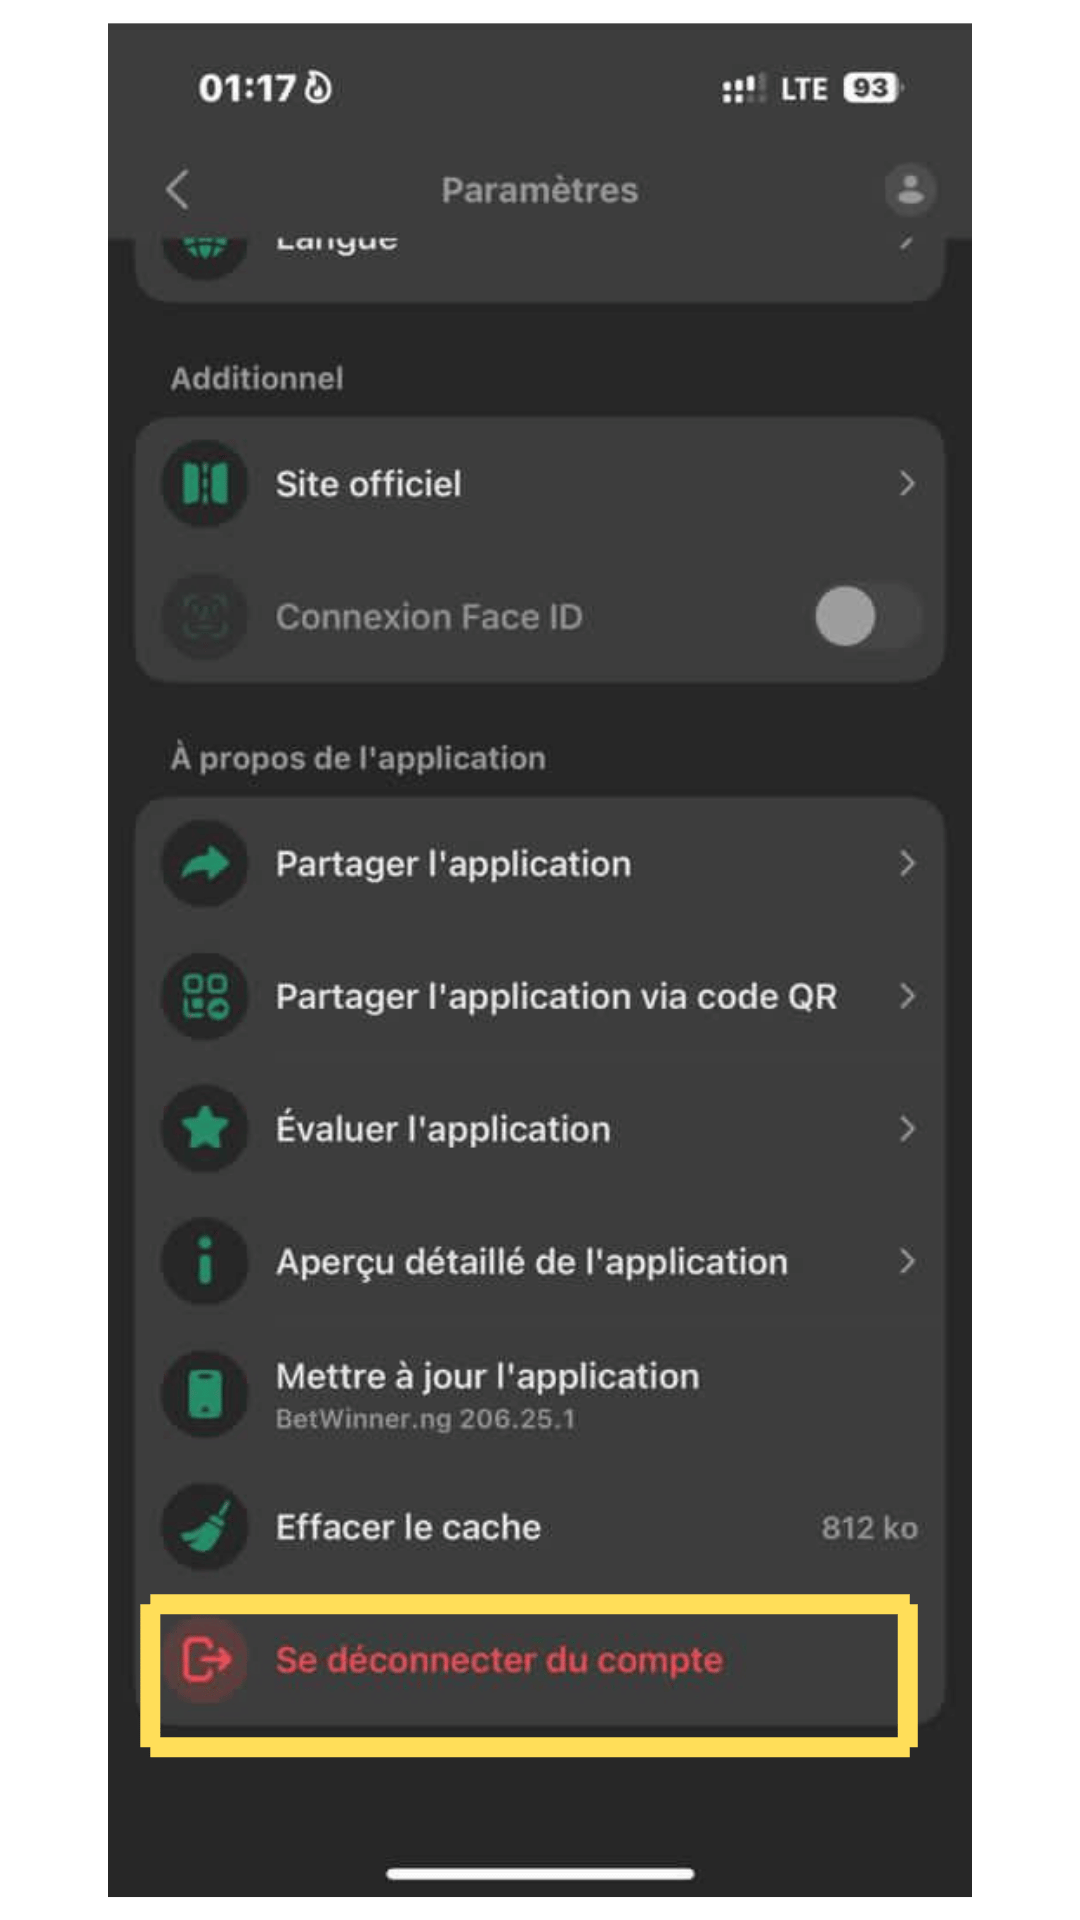 01:17 LTE 93
Paramètres
Langue
Additionnel
Site officiel
Connexion Face ID
À propos de l'application
Partager l'application
Partager l'application via code QR
Évaluer l'application
Aperçu détaillé de l'application
Mettre à jour l'application
BetWinner.ng 206.25.1
Effacer le cache 812 ko
Se déconnecter du compte